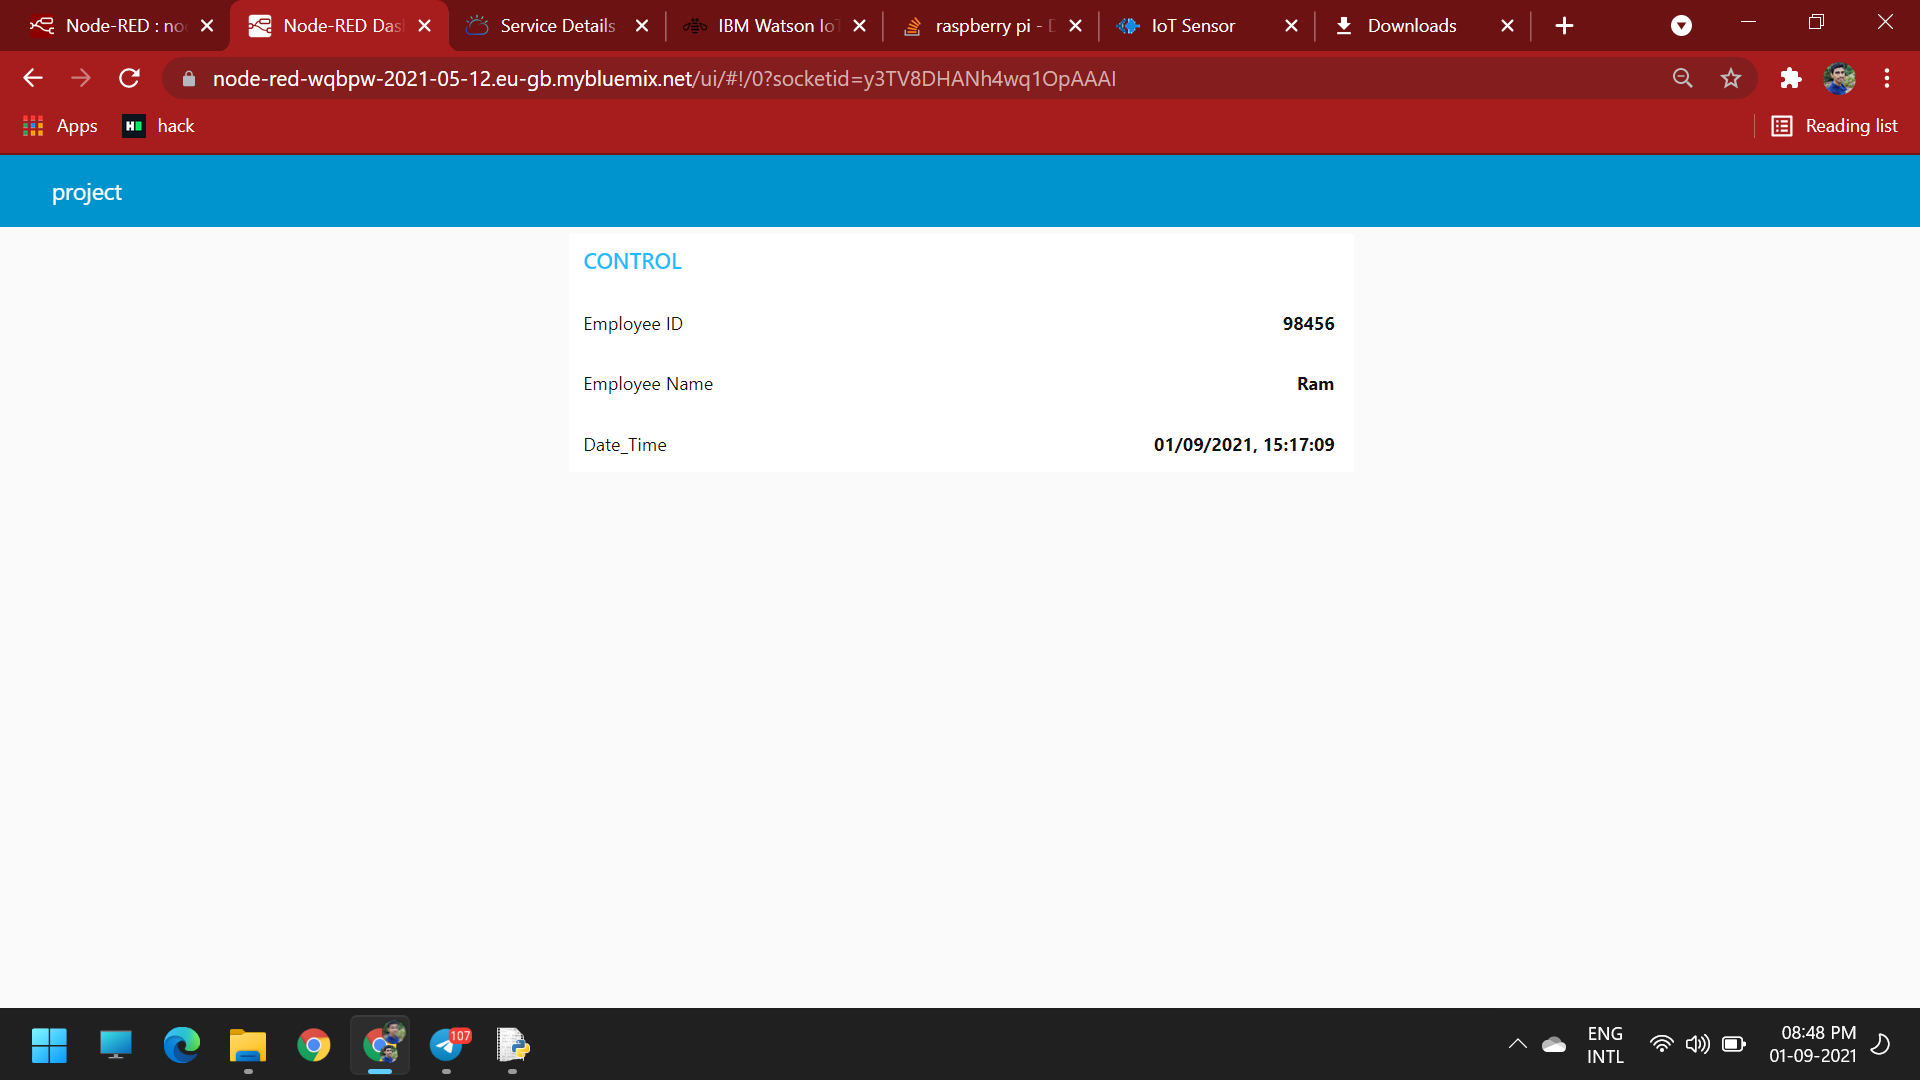 Node-RED : no
Node-RED Das
Service Details
IBM Watson Io
raspberry pi -
IoT Sensor
Downloads
node-red-wqbpw-2021-05-12.eu-gb.mybluemix.net/ui/#!/0?socketid=y3TV8DHANh4wq1OpAAAI
Apps
H
hack
Reading list
project
CONTROL
Employee ID 98456
Employee Name Ram
Date_Time 01/09/2021, 15:17:09
107
ENG
INTL
08:48 PM
01-09-2021